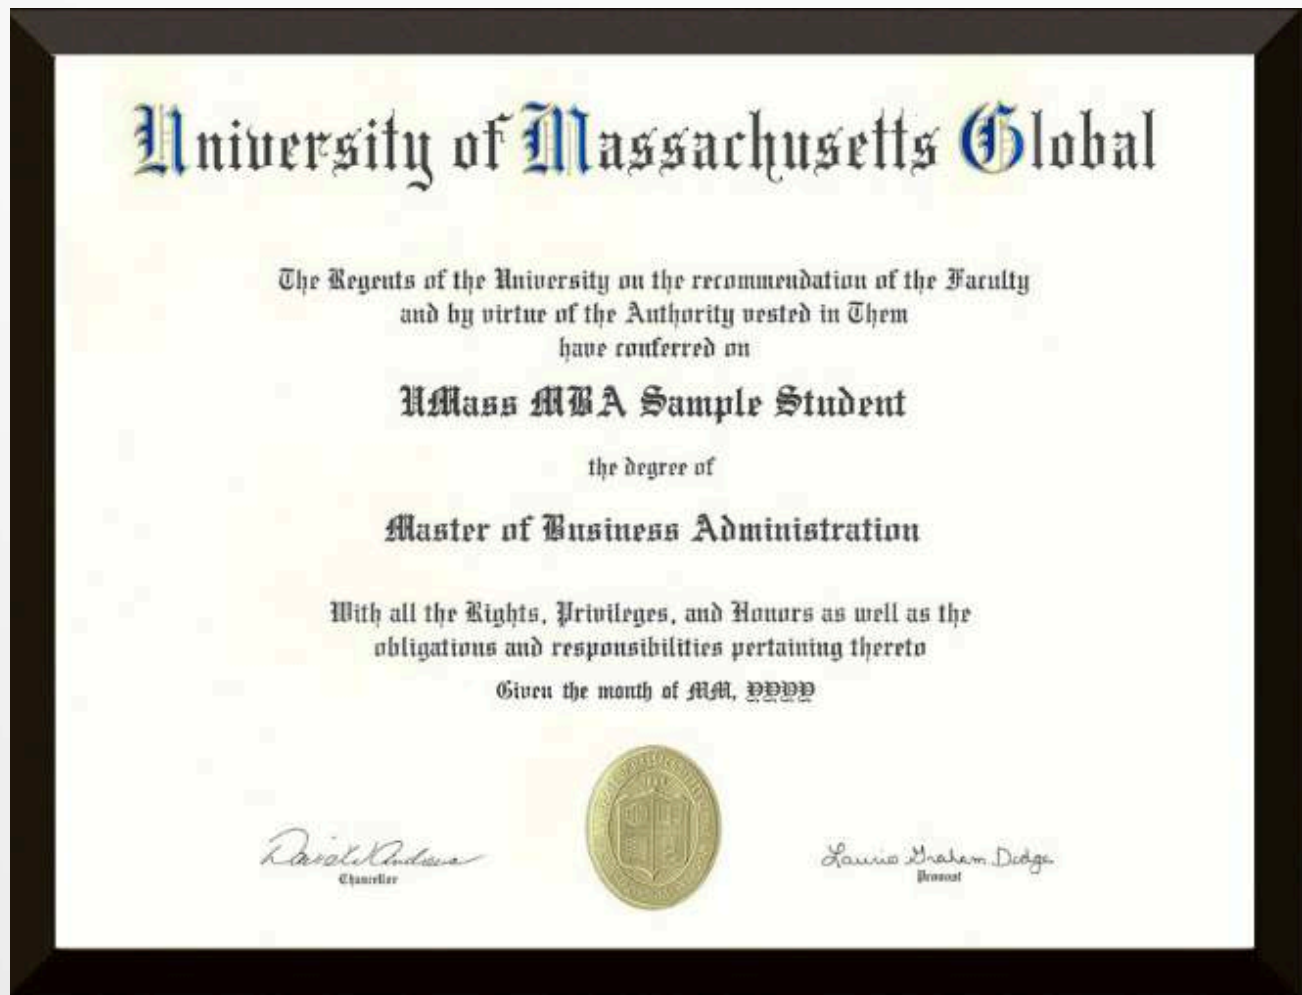 University of Massachusetts Global
The Regents of the University on the recommendation of the Faculty
and by virtue of the Authority vested in Them
have conferred on
UMass MBA Sample Student
the degree of
Master of Business Administration
With all the Rights, Privileges, and Honors as well as the
obligations and responsibilities pertaining thereto
Given the month of MM, YYYY
Laurie Graham Dodge
Chancellor
Provost